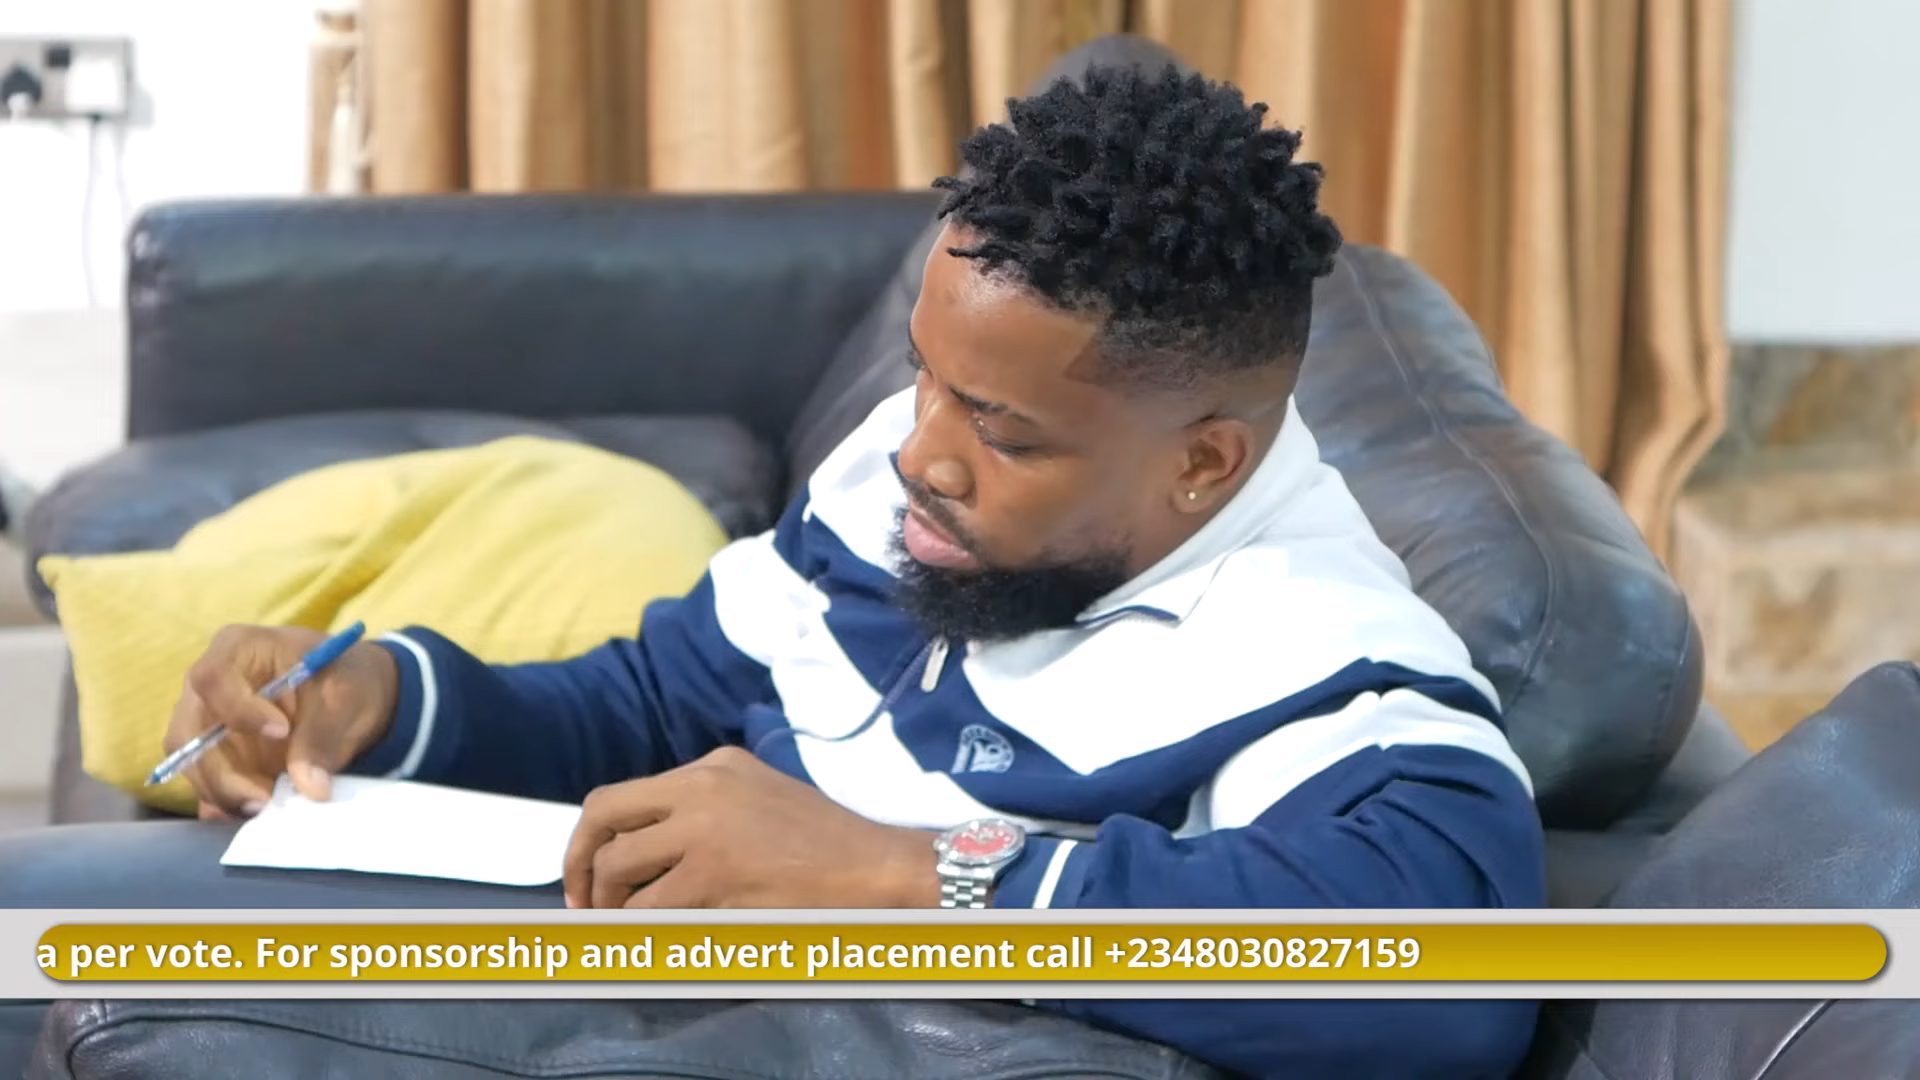 a per vote. For sponsorship and advert placement call +2348030827159